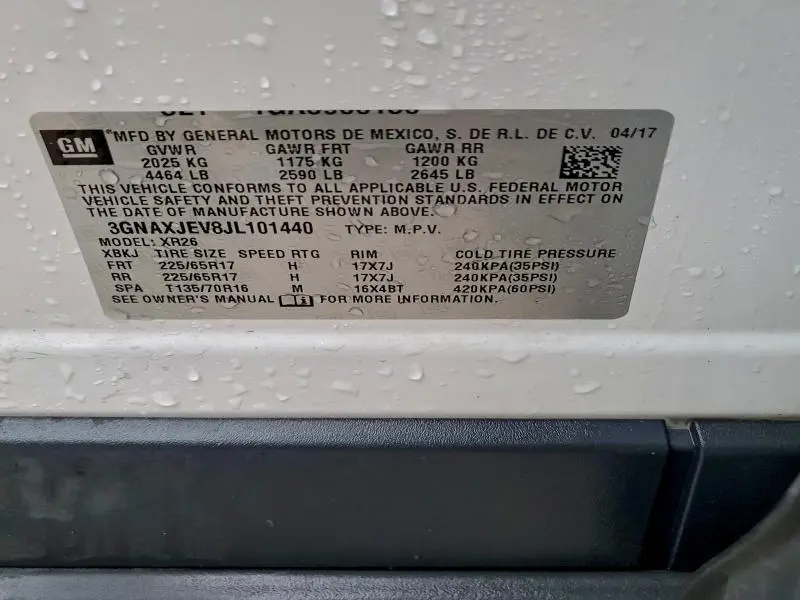 GM
®MFD BY GENERAL MOTORS DE MEXICO, S. DE R.L. DE C.V. 04/17
GVWR GAWR FRT GAWR RR
2025 KG 1175 KG 1200 KG
4464 LB 2590 LB 2645 LB
THIS VEHICLE CONFORMS TO ALL APPLICABLE U.S. FEDERAL MOTOR
VEHICLE SAFETY AND THEFT PREVENTION STANDARDS IN EFFECT ON
THE DATE OF MANUFACTURE SHOWN ABOVE.
3GNAXJEV8JL101440 TYPE: M.P.V.
MODEL: XR26
XBKJ TIRE SIZE SPEED RTG RIM COLD TIRE PRESSURE
FRT 225/65R17 H 17X7J 240KPA(35PSI)
RR 225/65R17 H 17X7J 240KPA(35PSI)
SPA T135/70R16 M 16X4BT 420KPA(60PSI)
SEE OWNER'S MANUAL FOR MORE INFORMATION.